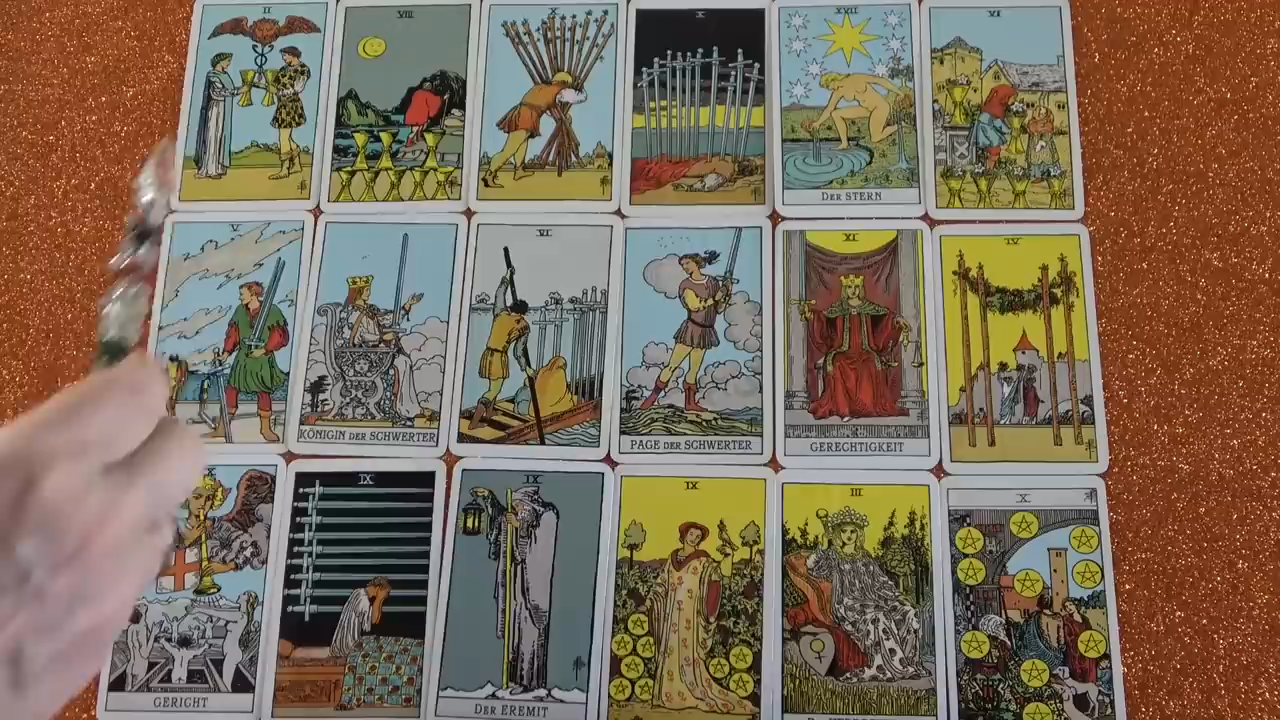 II
VIII
X
X
XVII
VI
DER STERN
V
VI
XI
IV
KÖNIGIN DER SCHWERTER
PAGE DER SCHWERTER
GERECHTIGKEIT
IX
IX
IX
III
X
GERICHT
DER EREMIT